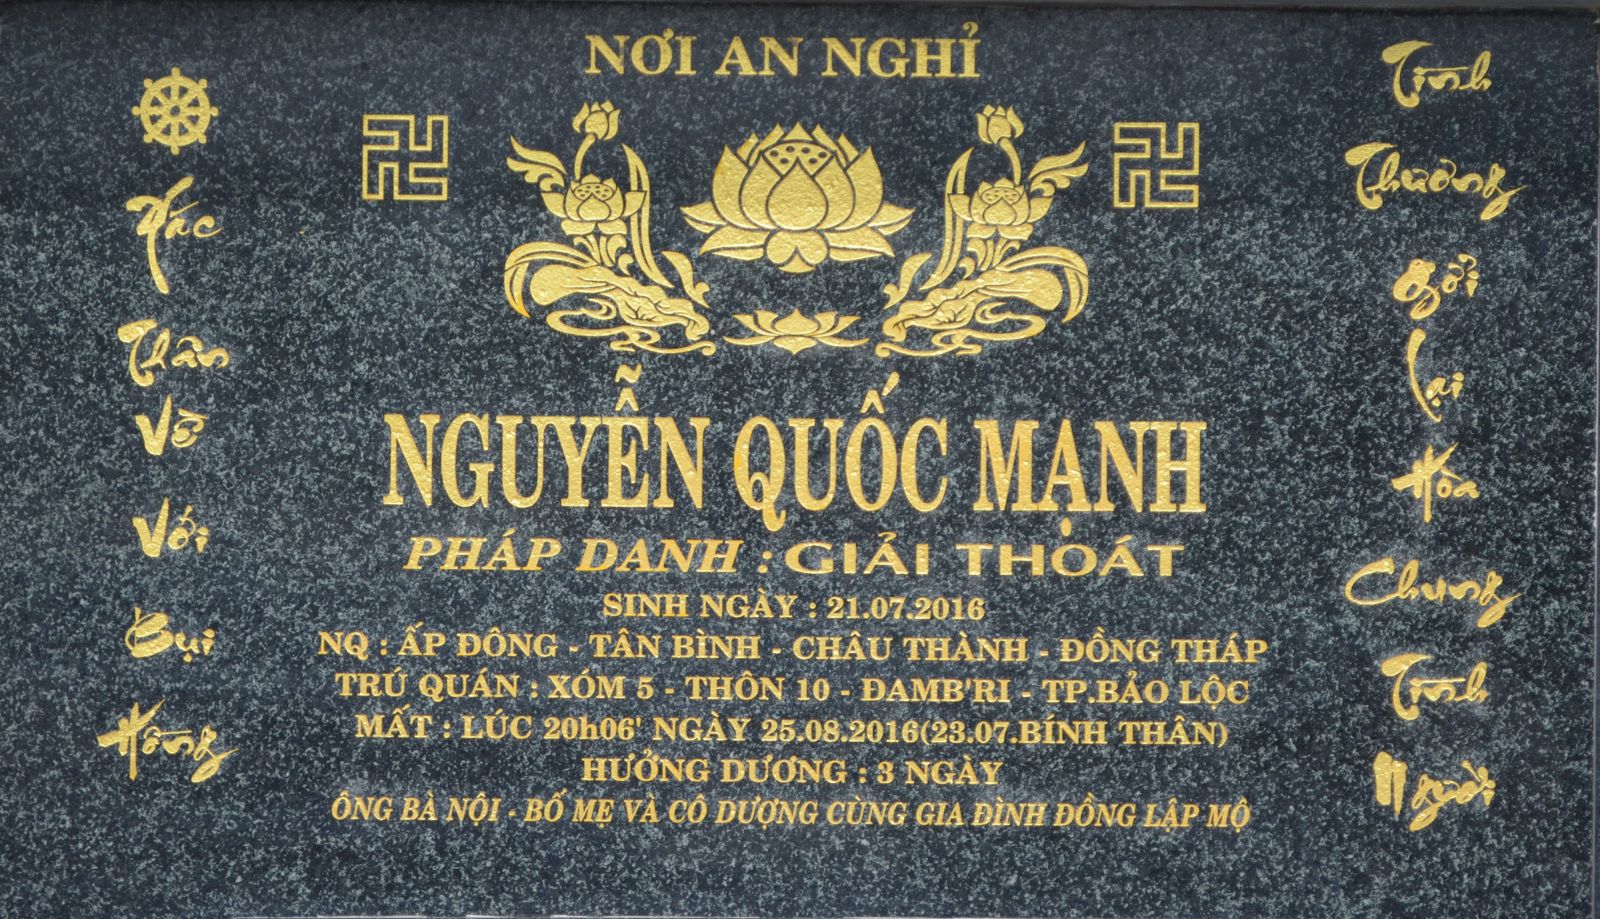 NƠI AN NGHỈ
Xác
Thân
Về
Với
Bụi
Hồng
NGUYỄN QUỐC MẠNH
PHÁP DANH : GIẢI THOÁT
SINH NGÀY : 21.07.2016
NQ : ẤP ĐÔNG - TÂN BÌNH - CHÂU THÀNH - ĐỒNG THÁP
TRÚ QUÁN : XÓM 5 - THÔN 10 - ĐAMB'RI - TP.BẢO LỘC
MẤT : LÚC 20h06' NGÀY 25.08.2016(23.07.BÍNH THÂN)
HƯỞNG DƯƠNG : 3 NGÀY
ÔNG BÀ NỘI - BỐ MẸ VÀ CÔ DƯỢNG CÙNG GIA ĐÌNH ĐỒNG LẬP MỘ
Tình
Thương
Gởi
Lại
Hồn
Chung
Tình
Người